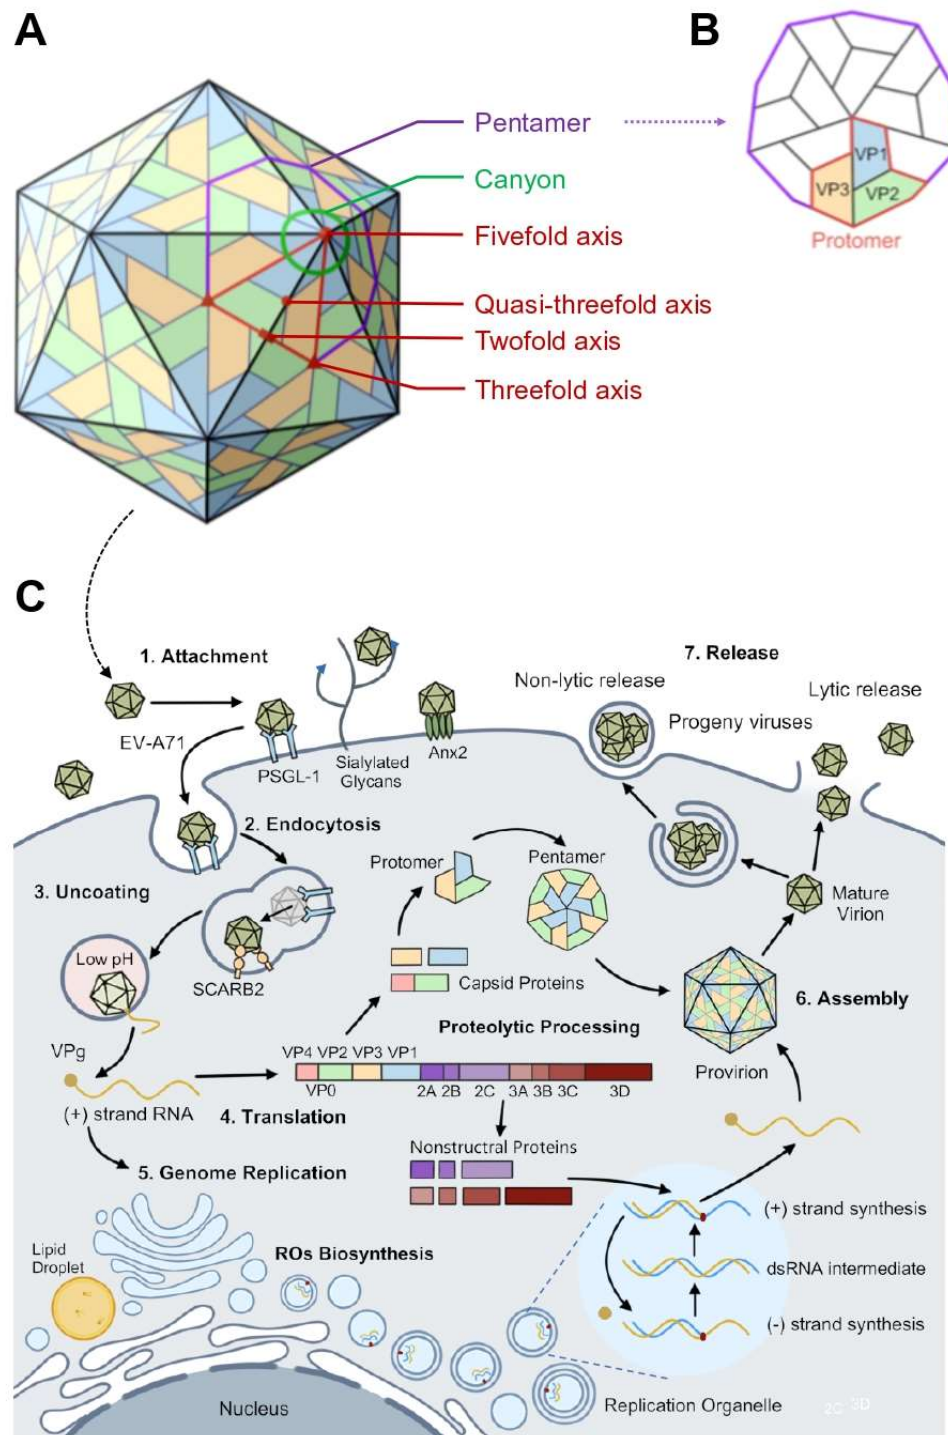 A
B
Pentamer
Canyon
Fivefold axis
Quasi-threefold axis
Twofold axis
Threefold axis
VP1
VP3
VP2
Protomer
C
1. Attachment
EV-A71
PSGL-1
Sialylated
Glycans
Anx2
7. Release
Non-lytic release
Progeny viruses
Lytic release
2. Endocytosis
3. Uncoating
Low pH
SCARB2
Protomer
Pentamer
Capsid Proteins
Mature
Virion
6. Assembly
Provirion
Proteolytic Processing
VPg
(+) strand RNA
VP4 VP2 VP3 VP1
VP0
2A 2B 2C 3A 3B 3C 3D
4. Translation
Nonstructral Proteins
5. Genome Replication
ROs Biosynthesis
Lipid
Droplet
(+) strand synthesis
dsRNA intermediate
(-) strand synthesis
Replication Organelle
Nucleus
2C 3D